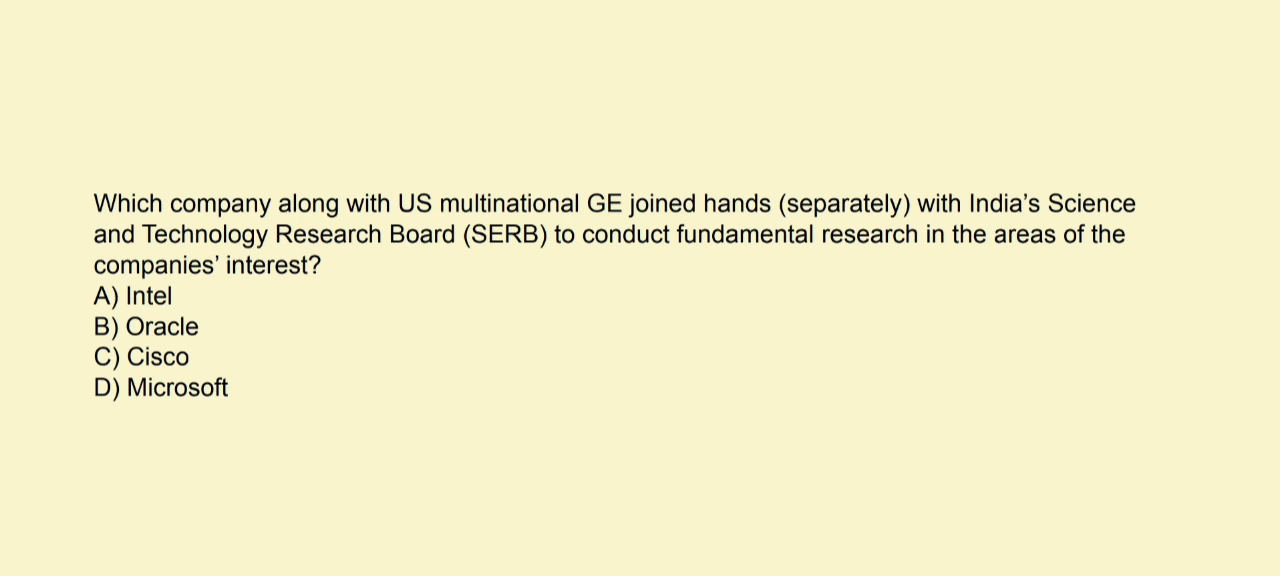 Which company along with US multinational GE joined hands (separately) with India’s Science
and Technology Research Board (SERB) to conduct fundamental research in the areas of the
companies’ interest?
A) Intel
B) Oracle
C) Cisco
D) Microsoft